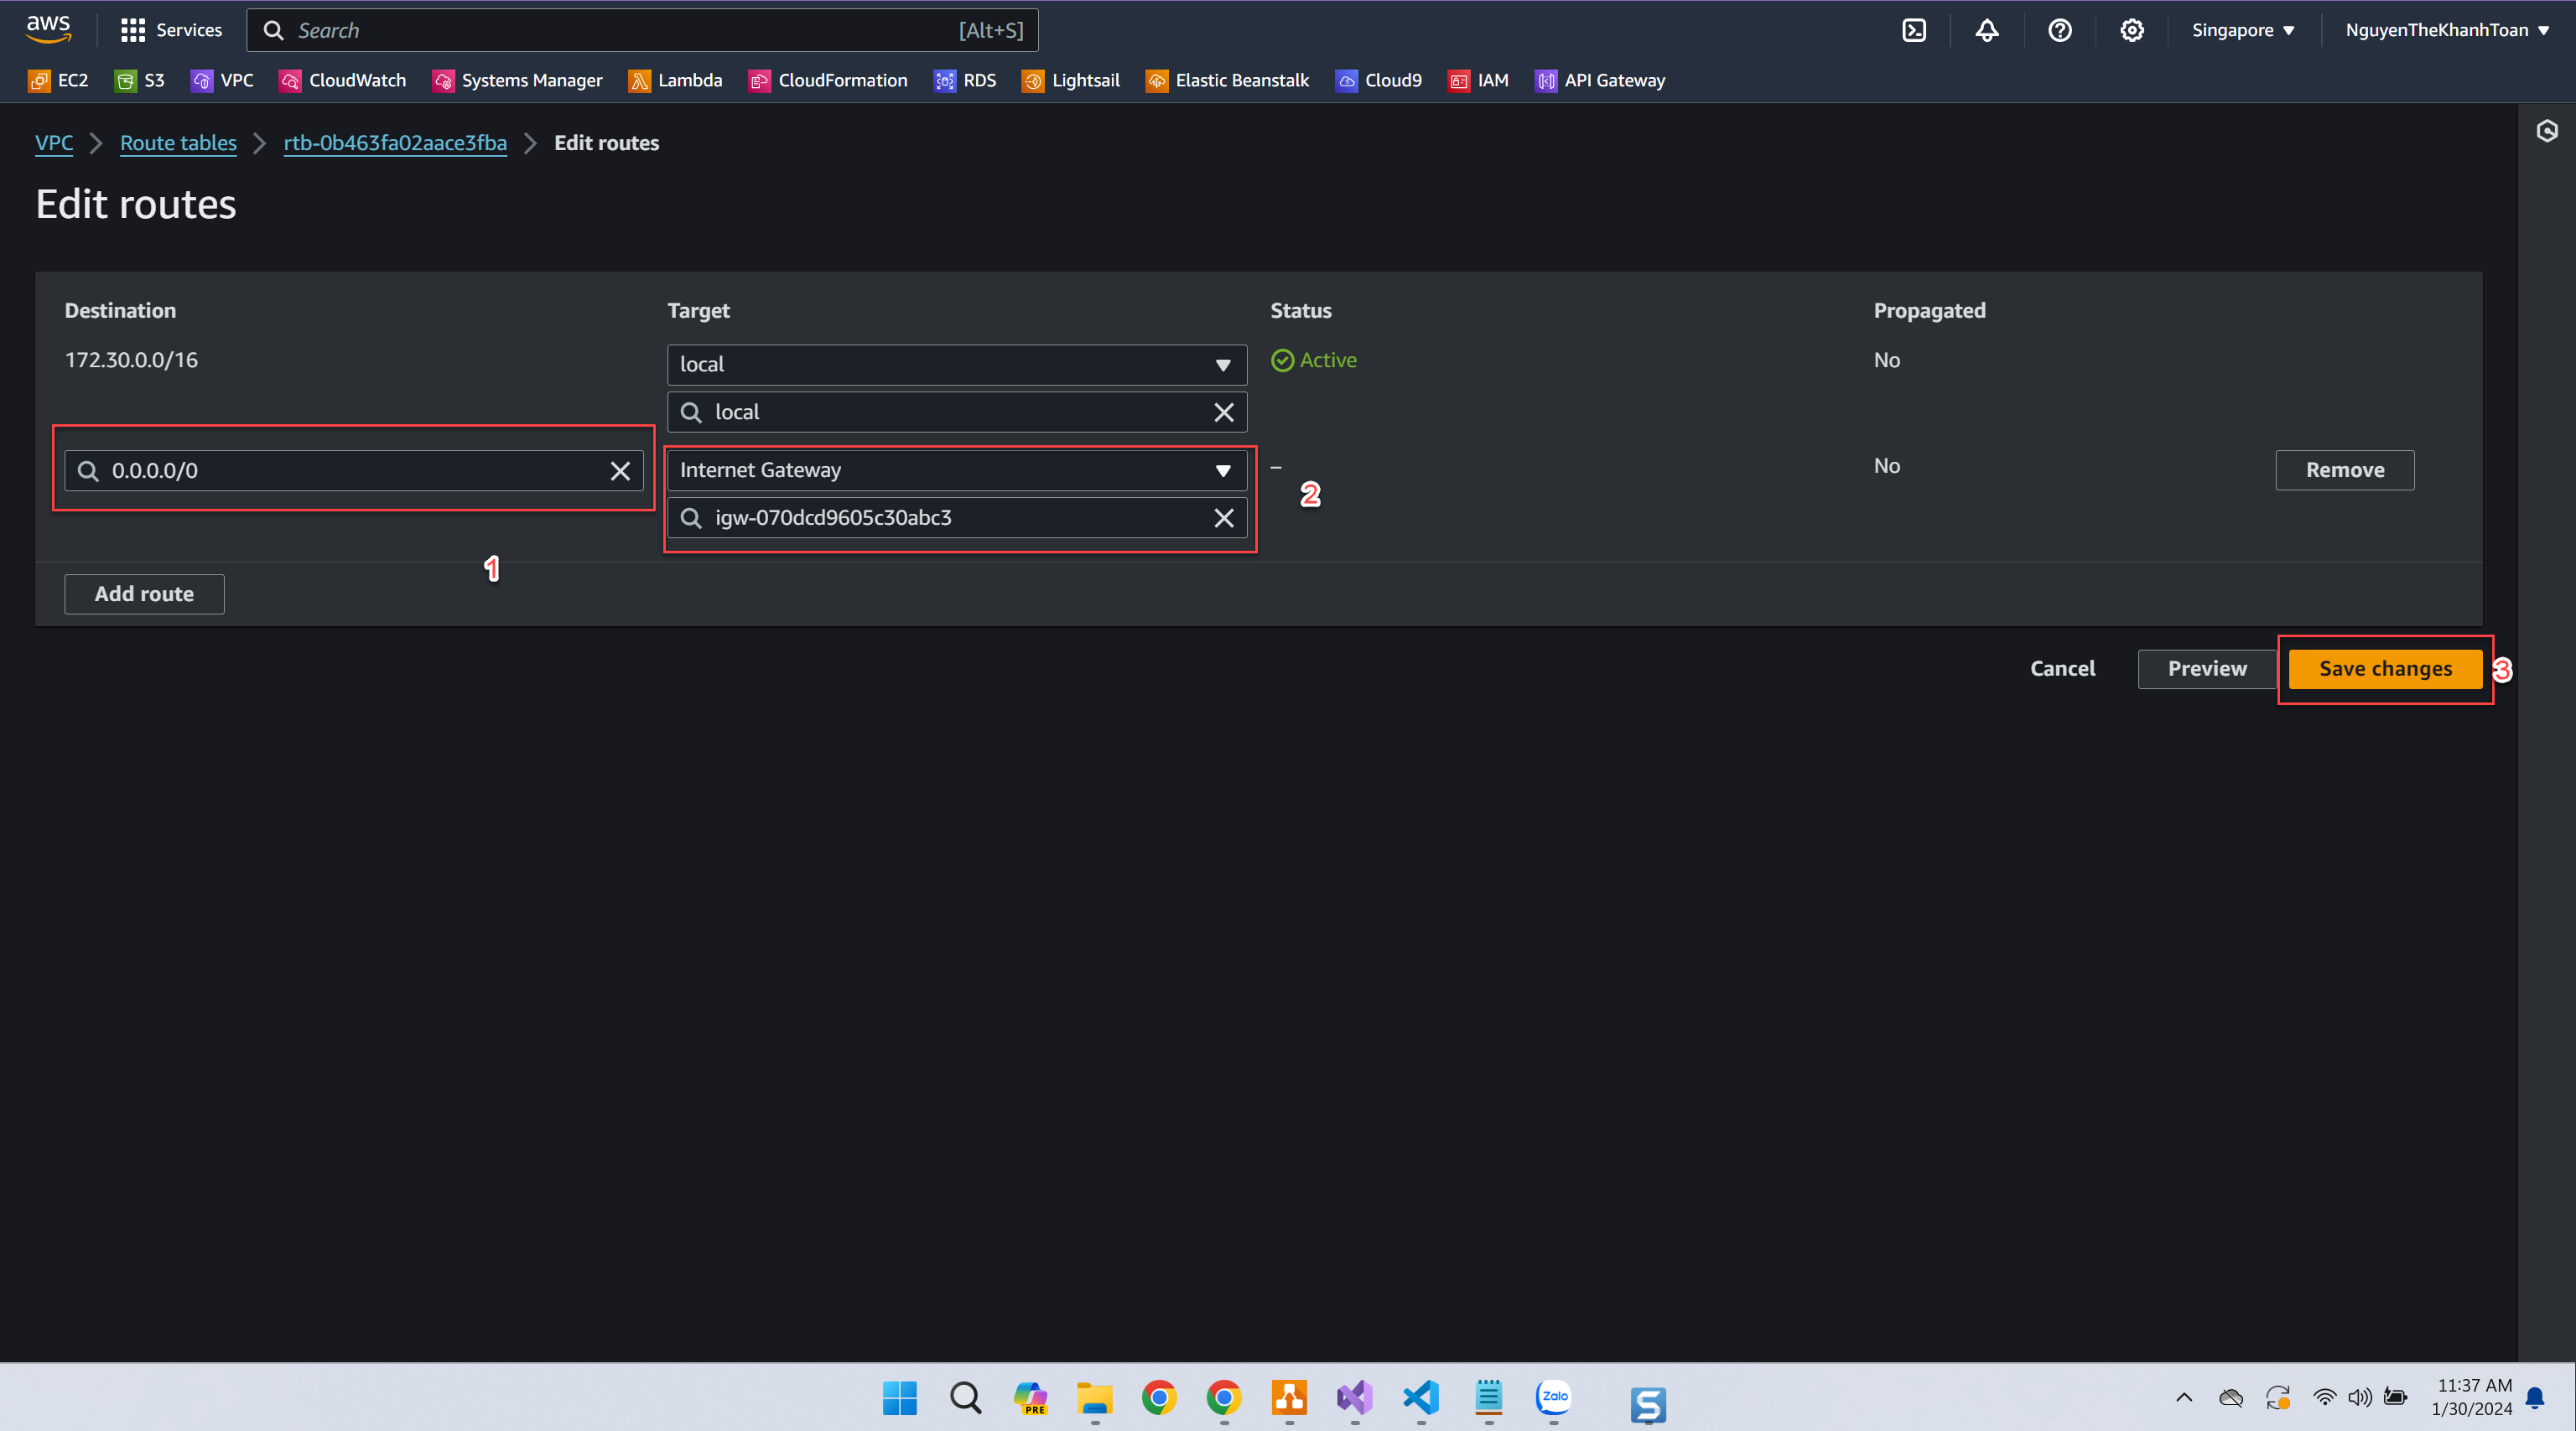 aws Services Search [Alt+S] Singapore NguyenTheKhanhToan
EC2 S3 VPC CloudWatch Systems Manager Lambda CloudFormation RDS Lightsail Elastic Beanstalk Cloud9 IAM API Gateway
VPC Route tables rtb-0b463fa02aace3fba Edit routes
Edit routes
Destination Target Status Propagated
172.30.0.0/16 local Active No
local
0.0.0.0/0 Internet Gateway – No Remove
2
igw-070dcd9605c30abc3
1
Add route
Cancel Preview Save changes 3
PRE Zalo
11:37 AM
1/30/2024